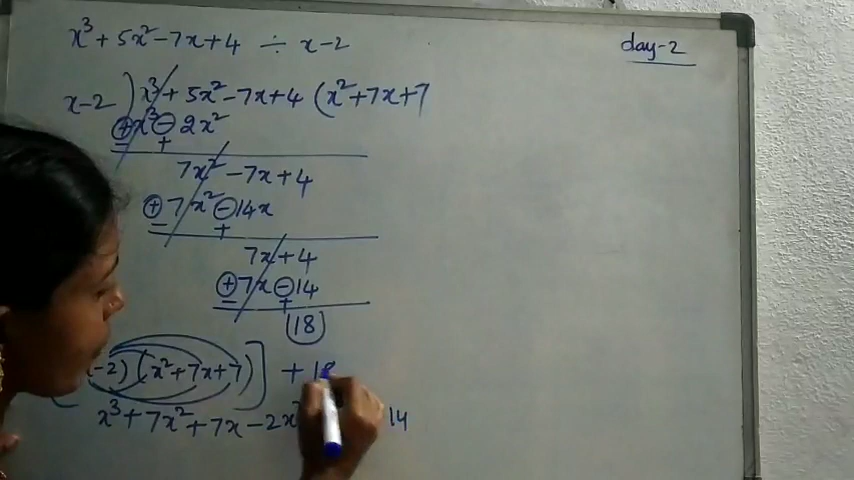 x³ + 5x² - 7x + 4 ÷ x-2
day-2
x-2 ) x³ + 5x² - 7x + 4 ( x² + 7x + 7
⊕ x³ ⊖ 2x²
− +
7x² - 7x + 4
⊕ 7x² ⊖ 14x
− +
7x + 4
⊕ 7x ⊖ 14
− +
(18)
-2) (x² + 7x + 7) ] + 18
x³ + 7x² + 7x - 2x² 14